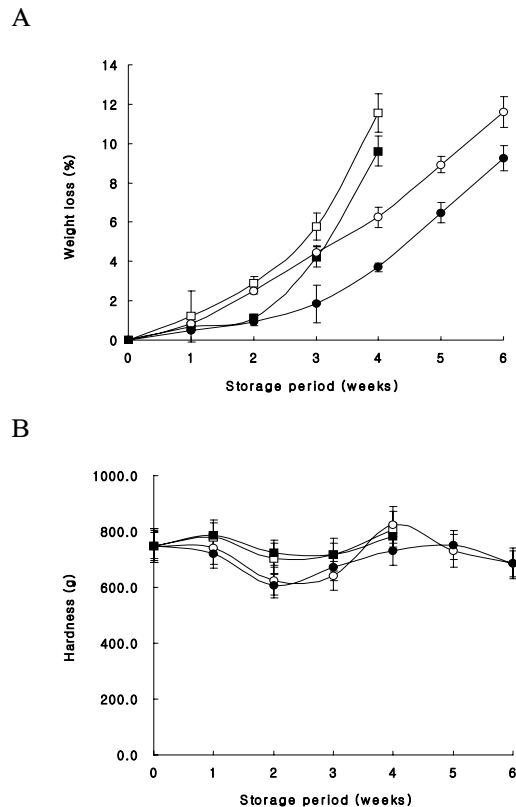 A
14
12
10
8
6
4
2
0
Weight loss (%)
0 1 2 3 4 5 6
Storage period (weeks)
B
1000.0
800.0
600.0
400.0
200.0
0.0
Hardness (g)
0 1 2 3 4 5 6
Storage period (weeks)